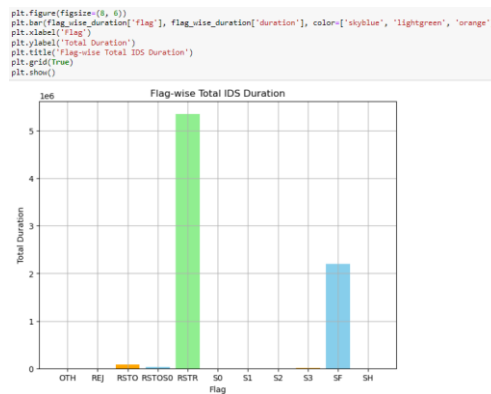 plt.figure(figsize=(8, 6))
plt.bar(flag_wise_duration['flag'], flag_wise_duration['duration'], color=['skyblue', 'lightgreen', 'orange'
plt.xlabel('Flag')
plt.ylabel('Total Duration')
plt.title('Flag-wise Total IDS Duration')
plt.grid(True)
plt.show()
Flag-wise Total IDS Duration
1e6
5
4
3
2
1
0
Total Duration
OTH REJ RSTO RSTOS0 RSTR S0 S1 S2 S3 SF SH
Flag